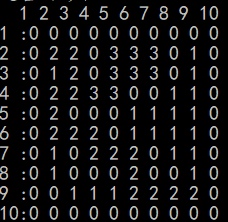 1 2 3 4 5 6 7 8 9 10
1 :0 0 0 0 0 0 0 0 0 0
2 :0 2 2 0 3 3 3 0 1 0
3 :0 1 2 0 3 3 3 0 1 0
4 :0 2 2 3 3 0 0 1 1 0
5 :0 2 0 0 0 1 1 1 1 0
6 :0 2 2 2 0 1 1 1 1 0
7 :0 1 0 2 2 2 0 1 1 0
8 :0 1 0 0 0 2 0 0 1 0
9 :0 0 1 1 1 2 2 2 2 0
10:0 0 0 0 0 0 0 0 0 0